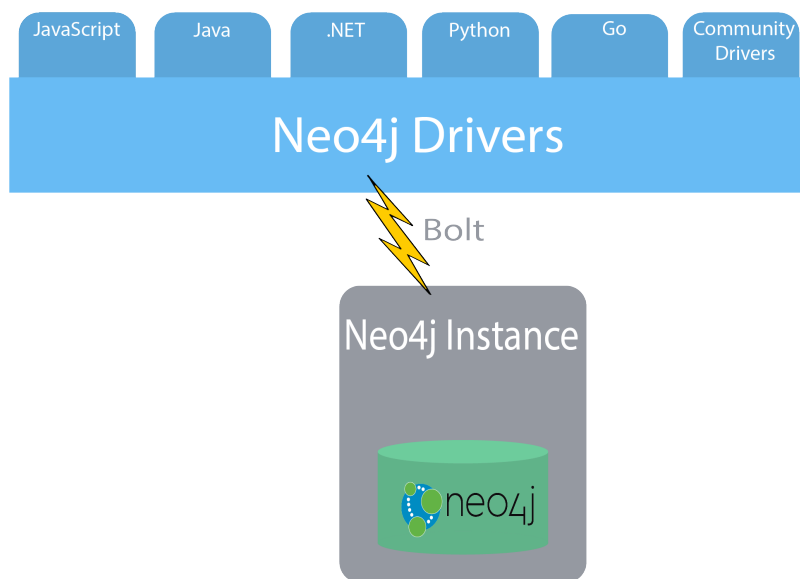 JavaScript
Java
.NET
Python
Go
Community
Drivers
Neo4j Drivers
Bolt
Neo4j Instance
neo4j